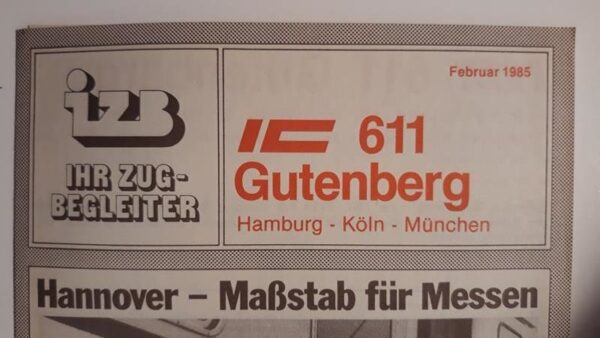 izb
IHR ZUG-
BEGLEITER
Februar 1985
IC 611
Gutenberg
Hamburg - Köln - München
Hannover – Maßstab für Messen